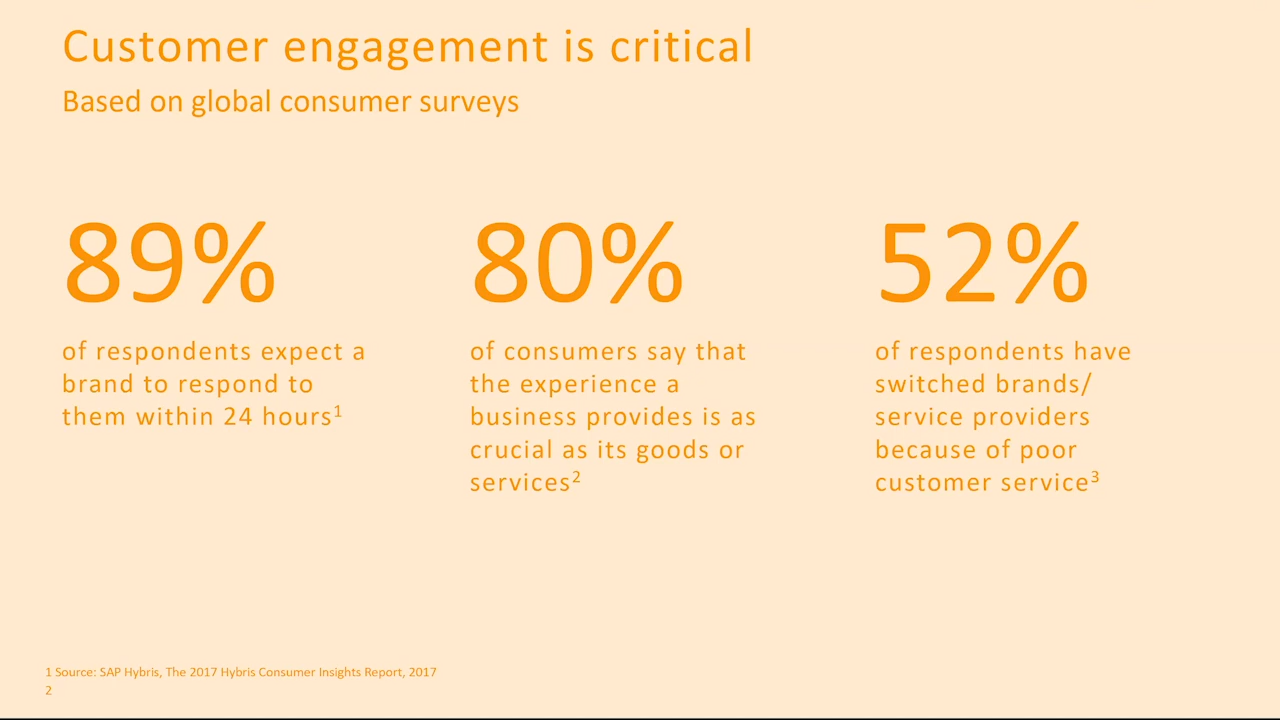 Customer engagement is critical
Based on global consumer surveys
89%
of respondents expect a
brand to respond to
them within 24 hours1
80%
of consumers say that
the experience a
business provides is as
crucial as its goods or
services2
52%
of respondents have
switched brands/
service providers
because of poor
customer service3
1 Source: SAP Hybris, The 2017 Hybris Consumer Insights Report, 2017
2